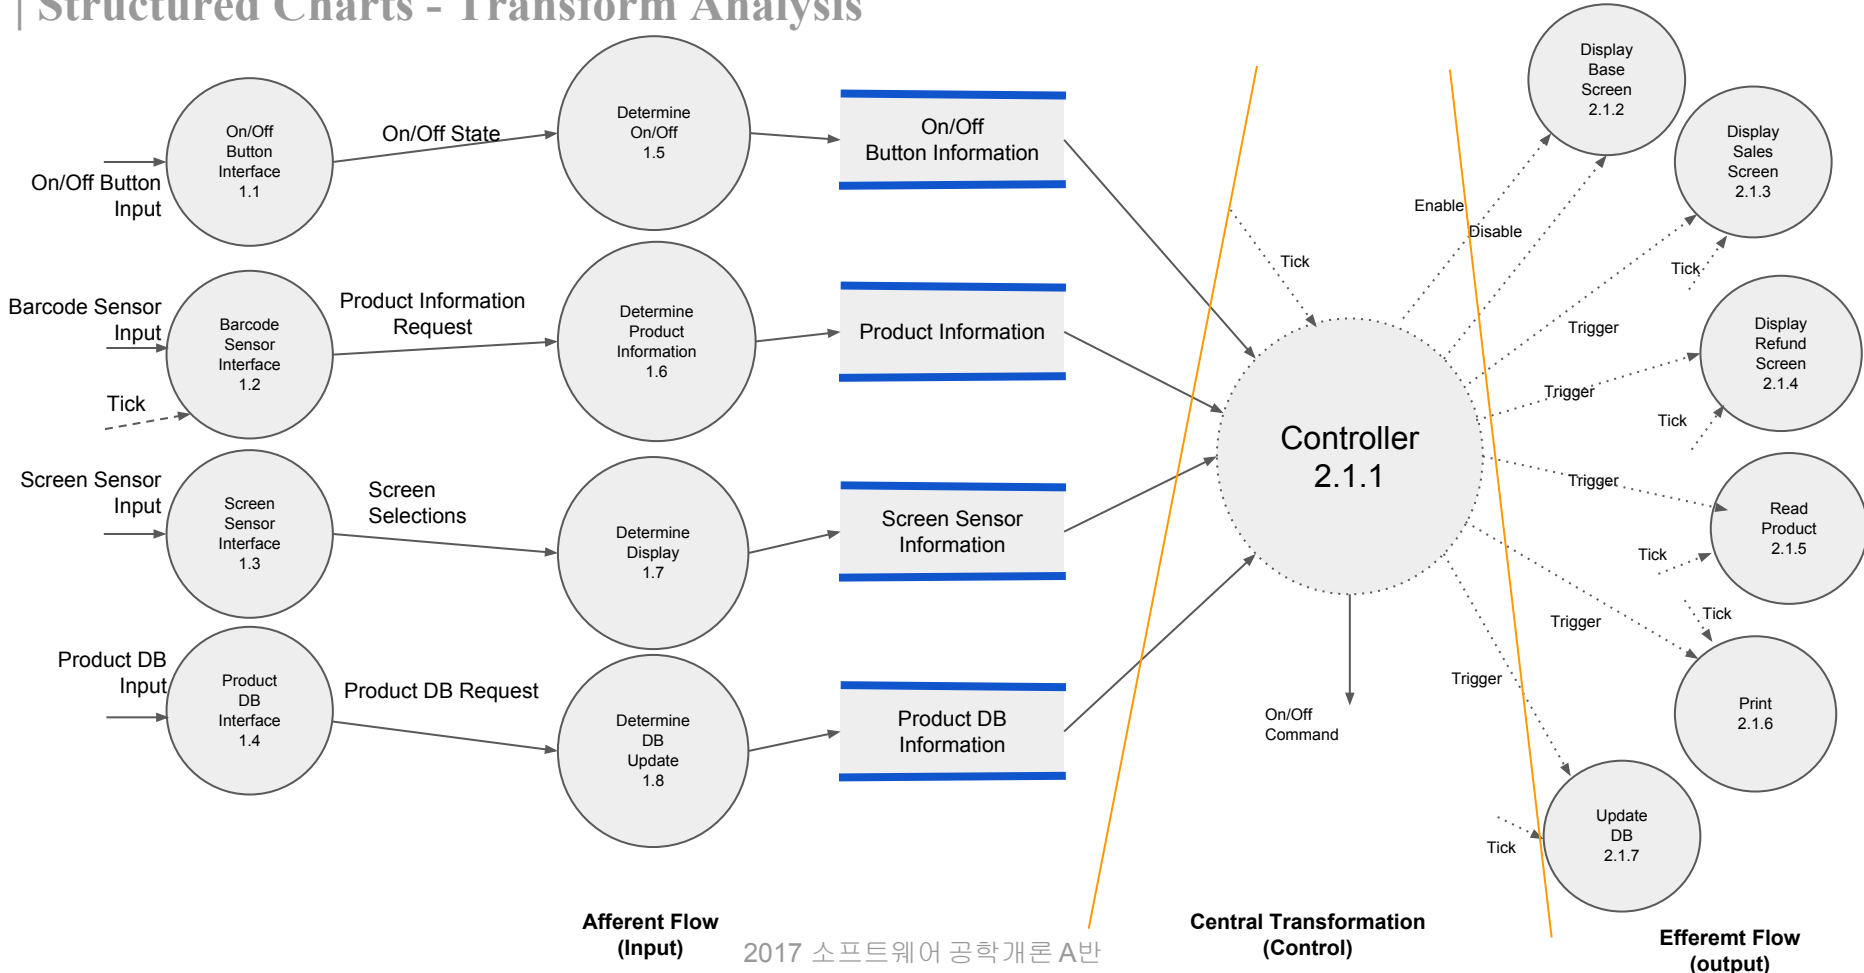 | Structured Charts - Transform Analysis
On/Off Button
Input
On/Off
Button
Interface
1.1
On/Off State
Determine
On/Off
1.5
On/Off
Button Information
Barcode Sensor
Input
Tick
Barcode
Sensor
Interface
1.2
Product Information
Request
Determine
Product
Information
1.6
Product Information
Screen Sensor
Input
Screen
Sensor
Interface
1.3
Screen
Selections
Determine
Display
1.7
Screen Sensor
Information
Product DB
Input
Product
DB
Interface
1.4
Product DB Request
Determine
DB
Update
1.8
Product DB
Information
Tick
Controller
2.1.1
On/Off
Command
Enable
Disable
Display
Base
Screen
2.1.2
Trigger
Tick
Display
Sales
Screen
2.1.3
Trigger
Tick
Display
Refund
Screen
2.1.4
Trigger
Tick
Read
Product
2.1.5
Trigger
Tick
Print
2.1.6
Trigger
Tick
Update
DB
2.1.7
Afferent Flow
(Input)
Central Transformation
(Control)
Efferemt Flow
(output)
2017 소프트웨어 공학개론 A반